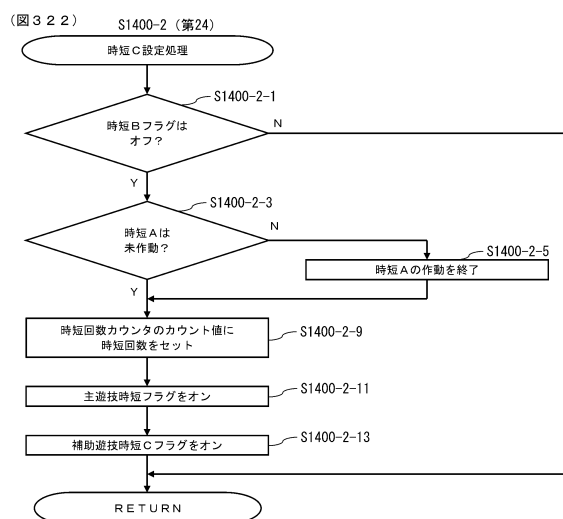 (図３２２)
S1400-2 (第24)
時短Ｃ設定処理
S1400-2-1
時短Ｂフラグは
オフ？
N
Y
S1400-2-3
時短Ａは
未作動？
N
S1400-2-5
時短Ａの作動を終了
Y
時短回数カウンタのカウント値に
時短回数をセット
S1400-2-9
主遊技時短フラグをオン
S1400-2-11
補助遊技時短Ｃフラグをオン
S1400-2-13
ＲＥＴＵＲＮ